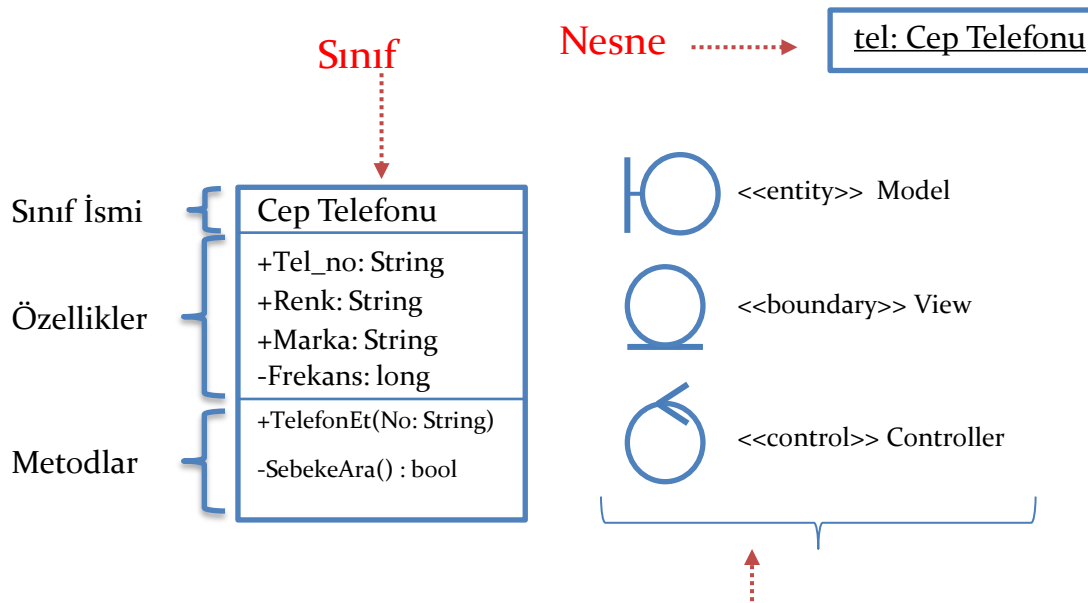 Sınıf
Nesne
tel: Cep Telefonu
Sınıf İsmi
Cep Telefonu
Özellikler
+Tel_no: String
+Renk: String
+Marka: String
-Frekans: long
Metodlar
+TelefonEt(No: String)
-SebekeAra() : bool
<<entity>> Model
<<boundary>> View
<<control>> Controller